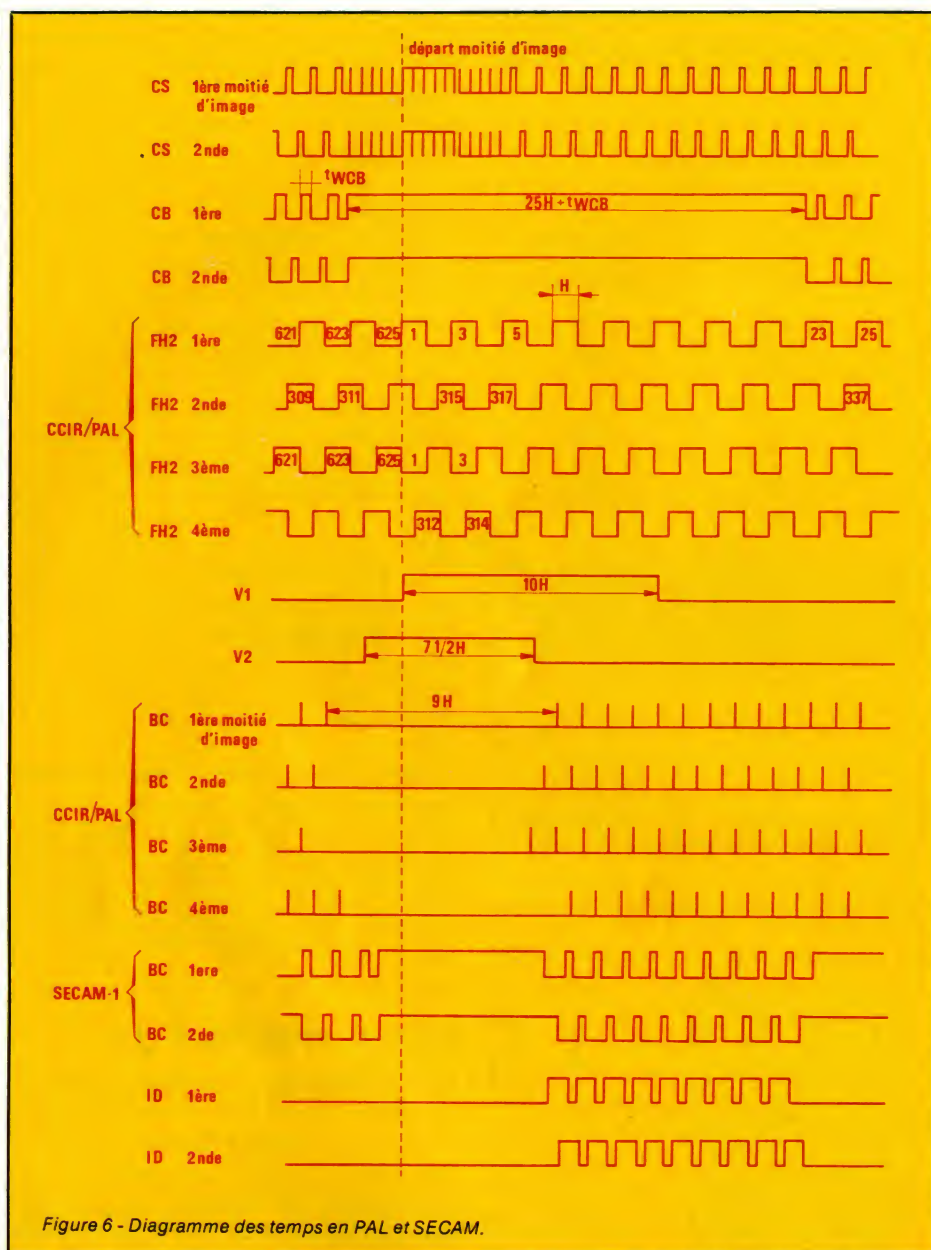 départ moitié d'image
CS 1ère moitié
d'image
CS 2nde
tWCB
CB 1ère
25H + tWCB
CB 2nde
H
FH2 1ère 621 623 625 1 3 5 23 25
FH2 2nde 309 311 315 317 337
CCIR/PAL
FH2 3ème 621 623 625 1 3
FH2 4ème 312 314
V1 10H
V2 7 1/2H
BC 1ère moitié 9H
d'image
BC 2nde
CCIR/PAL
BC 3ème
BC 4ème
BC 1ere
SECAM-1
BC 2de
ID 1ère
ID 2nde
Figure 6 - Diagramme des temps en PAL et SECAM.